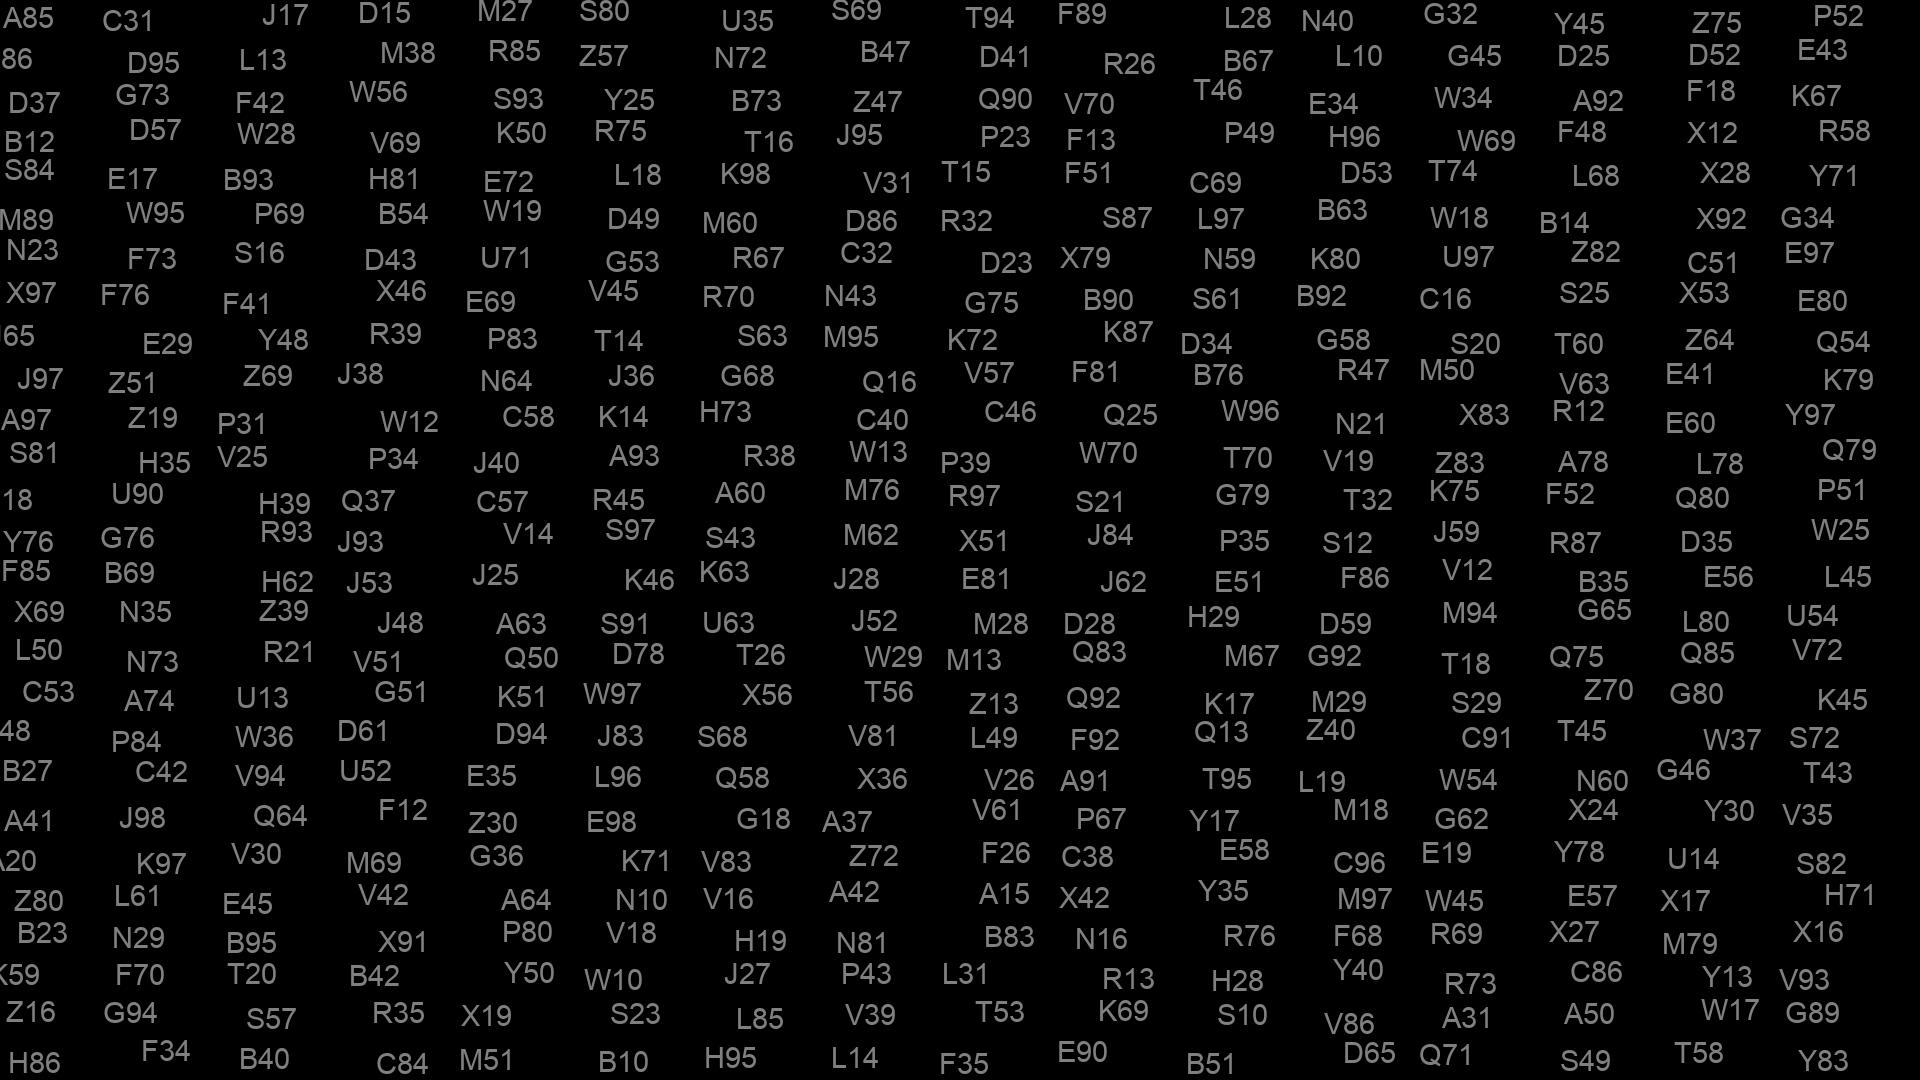 A85 C31 J17 D15 M27 S80 U35 S69 T94 F89 L28 N40 G32 Y45 Z75 P52
86 D95 L13 M38 R85 Z57 N72 B47 D41 R26 B67 L10 G45 D25 D52 E43
D37 G73 F42 W56 S93 Y25 B73 Z47 Q90 V70 T46 E34 W34 A92 F18 K67
B12 D57 W28 V69 K50 R75 T16 J95 P23 F13 P49 H96 W69 F48 X12 R58
S84 E17 B93 H81 E72 L18 K98 V31 T15 F51 C69 D53 T74 L68 X28 Y71
M89 W95 P69 B54 W19 D49 M60 D86 R32 S87 L97 B63 W18 B14 X92 G34
N23 F73 S16 D43 U71 G53 R67 C32 D23 X79 N59 K80 U97 Z82 C51 E97
X97 F76 F41 X46 E69 V45 R70 N43 G75 B90 S61 B92 C16 S25 X53 E80
65 E29 Y48 R39 P83 T14 S63 M95 K72 K87 D34 G58 S20 T60 Z64 Q54
J97 Z51 Z69 J38 N64 J36 G68 Q16 V57 F81 B76 R47 M50 V63 E41 K79
A97 Z19 P31 W12 C58 K14 H73 C40 C46 Q25 W96 N21 X83 R12 E60 Y97
S81 H35 V25 P34 J40 A93 R38 W13 P39 W70 T70 V19 Z83 A78 L78 Q79
18 U90 H39 Q37 C57 R45 A60 M76 R97 S21 G79 T32 K75 F52 Q80 P51
Y76 G76 R93 J93 V14 S97 S43 M62 X51 J84 P35 S12 J59 R87 D35 W25
F85 B69 H62 J53 J25 K46 K63 J28 E81 J62 E51 F86 V12 B35 E56 L45
X69 N35 Z39 J48 A63 S91 U63 J52 M28 D28 H29 D59 M94 G65 L80 U54
L50 N73 R21 V51 Q50 D78 T26 W29 M13 Q83 M67 G92 T18 Q75 Q85 V72
C53 A74 U13 G51 K51 W97 X56 T56 Z13 Q92 K17 M29 S29 Z70 G80 K45
48 P84 W36 D61 D94 J83 S68 V81 L49 F92 Q13 Z40 C91 T45 W37 S72
B27 C42 V94 U52 E35 L96 Q58 X36 V26 A91 T95 L19 W54 N60 G46 T43
A41 J98 Q64 F12 Z30 E98 G18 A37 V61 P67 Y17 M18 G62 X24 Y30 V35
A20 K97 V30 M69 G36 K71 V83 Z72 F26 C38 E58 C96 E19 Y78 U14 S82
Z80 L61 E45 V42 A64 N10 V16 A42 A15 X42 Y35 M97 W45 E57 X17 H71
B23 N29 B95 X91 P80 V18 H19 N81 B83 N16 R76 F68 R69 X27 M79 X16
K59 F70 T20 B42 Y50 W10 J27 P43 L31 R13 H28 Y40 R73 C86 Y13 V93
Z16 G94 S57 R35 X19 S23 L85 V39 T53 K69 S10 V86 A31 A50 W17 G89
H86 F34 B40 C84 M51 B10 H95 L14 F35 E90 B51 D65 Q71 S49 T58 Y83